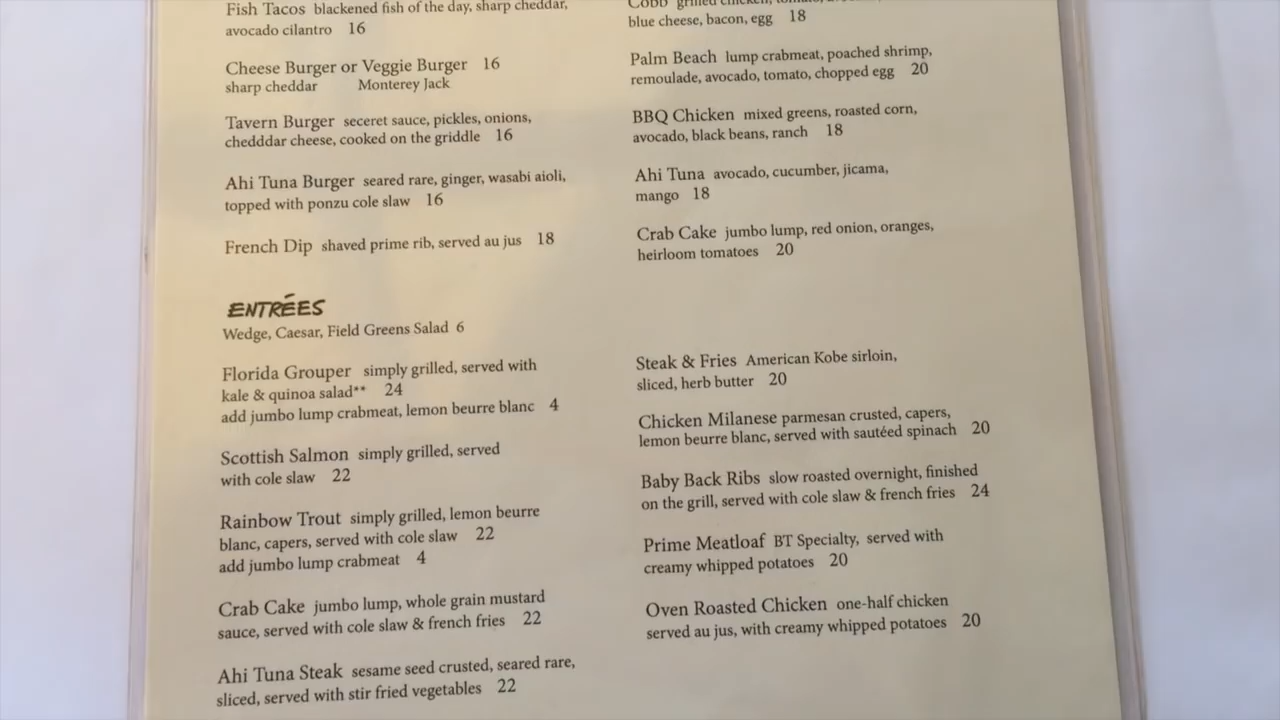 Fish Tacos blackened fish of the day, sharp cheddar,
avocado cilantro 16
Cheese Burger or Veggie Burger 16
sharp cheddar Monterey Jack
Tavern Burger seceret sauce, pickles, onions,
chedddar cheese, cooked on the griddle 16
Ahi Tuna Burger seared rare, ginger, wasabi aioli,
topped with ponzu cole slaw 16
French Dip shaved prime rib, served au jus 18
Cobb grilled chicken,
blue cheese, bacon, egg 18
Palm Beach lump crabmeat, poached shrimp,
remoulade, avocado, tomato, chopped egg 20
BBQ Chicken mixed greens, roasted corn,
avocado, black beans, ranch 18
Ahi Tuna avocado, cucumber, jicama,
mango 18
Crab Cake jumbo lump, red onion, oranges,
heirloom tomatoes 20
ENTRÉES
Wedge, Caesar, Field Greens Salad 6
Florida Grouper simply grilled, served with
kale & quinoa salad** 24
add jumbo lump crabmeat, lemon beurre blanc 4
Scottish Salmon simply grilled, served
with cole slaw 22
Rainbow Trout simply grilled, lemon beurre
blanc, capers, served with cole slaw 22
add jumbo lump crabmeat 4
Crab Cake jumbo lump, whole grain mustard
sauce, served with cole slaw & french fries 22
Ahi Tuna Steak sesame seed crusted, seared rare,
sliced, served with stir fried vegetables 22
Steak & Fries American Kobe sirloin,
sliced, herb butter 20
Chicken Milanese parmesan crusted, capers,
lemon beurre blanc, served with sautéed spinach 20
Baby Back Ribs slow roasted overnight, finished
on the grill, served with cole slaw & french fries 24
Prime Meatloaf BT Specialty, served with
creamy whipped potatoes 20
Oven Roasted Chicken one-half chicken
served au jus, with creamy whipped potatoes 20